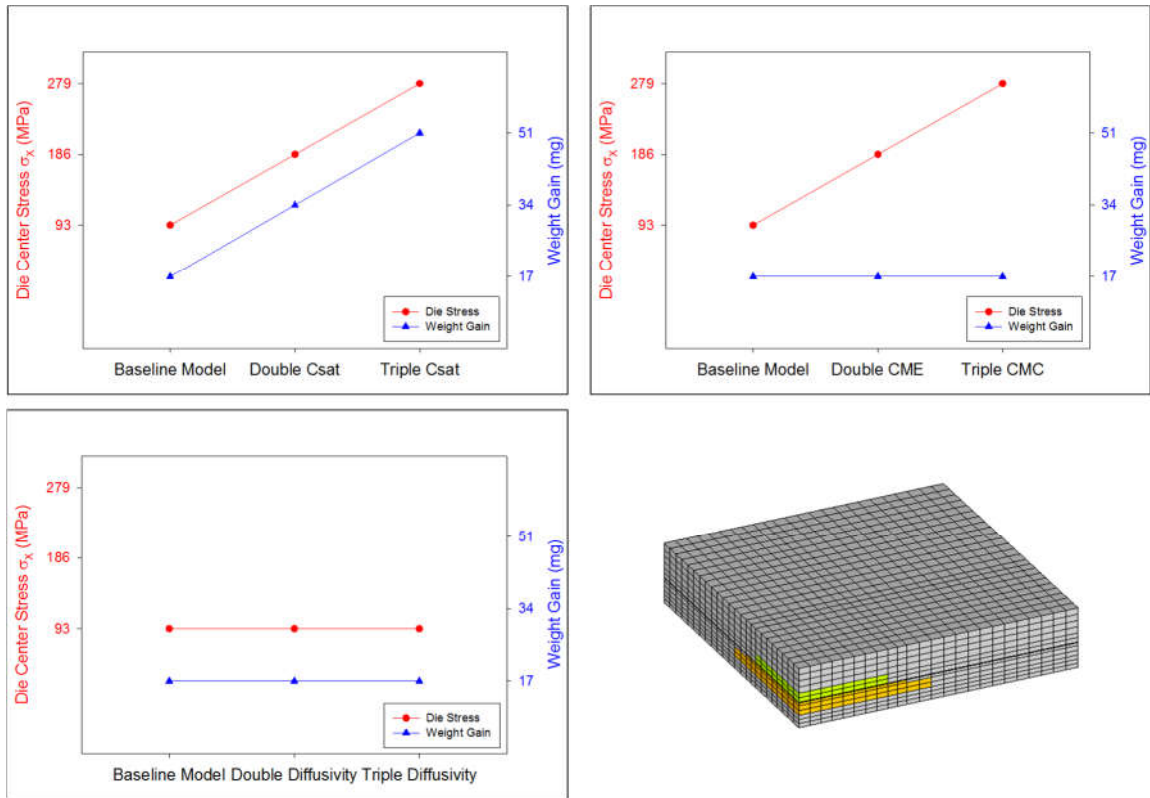 Die Center Stress σx (MPa)
279
186
93
51
34
17
Weight Gain (mg)
Die Stress
Weight Gain
Baseline Model Double Csat Triple Csat
Die Center Stress σx (MPa)
279
186
93
51
34
17
Weight Gain (mg)
Die Stress
Weight Gain
Baseline Model Double CME Triple CMC
Die Center Stress σx (MPa)
279
186
93
51
34
17
Weight Gain (mg)
Die Stress
Weight Gain
Baseline Model Double Diffusivity Triple Diffusivity